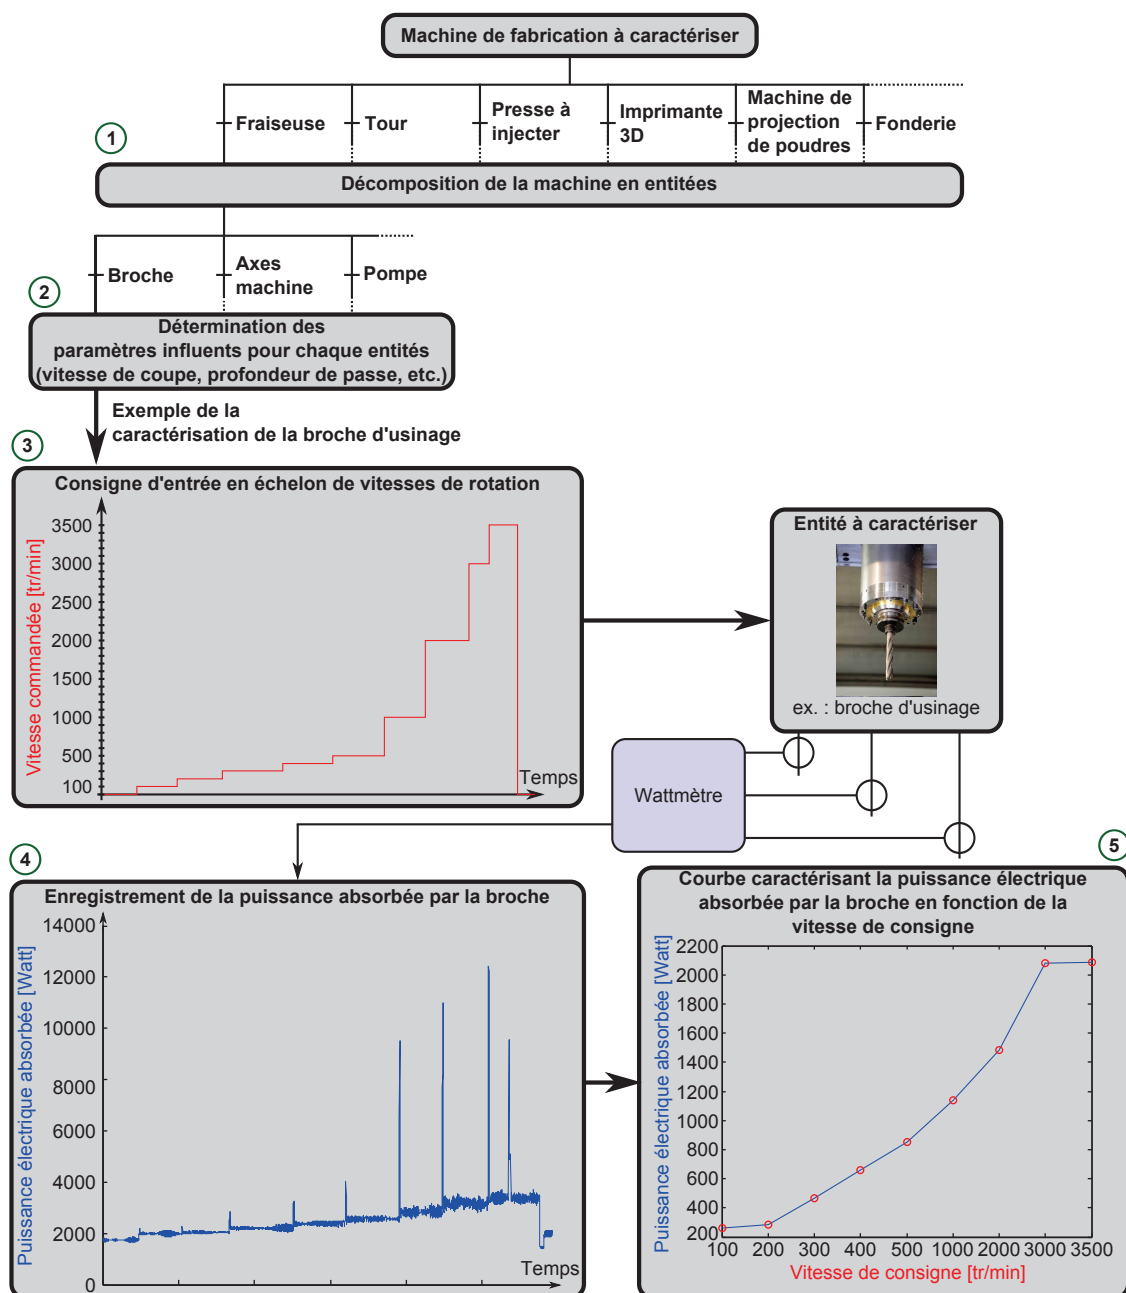 Machine de fabrication à caractériser
Fraiseuse
Tour
Presse à
injecter
Imprimante
3D
Machine de
projection
de poudres
Fonderie
1
Décomposition de la machine en entitées
Broche
Axes
machine
Pompe
2
Détermination des
paramètres influents pour chaque entités
(vitesse de coupe, profondeur de passe, etc.)
Exemple de la
caractérisation de la broche d'usinage
3
Consigne d'entrée en échelon de vitesses de rotation
Vitesse commandée [tr/min]
3500
3000
2500
2000
1500
1000
500
100
Temps
Entité à caractériser
ex. : broche d'usinage
Wattmètre
4
Enregistrement de la puissance absorbée par la broche
Puissance électrique absorbée [Watt]
14000
12000
10000
8000
6000
4000
2000
0
Temps
5
Courbe caractérisant la puissance électrique
absorbée par la broche en fonction de la
vitesse de consigne
Puissance électrique absorbée [Watt]
2200
2000
1800
1600
1400
1200
1000
800
600
400
200
100 200 300 400 500 1000 2000 3000 3500
Vitesse de consigne [tr/min]